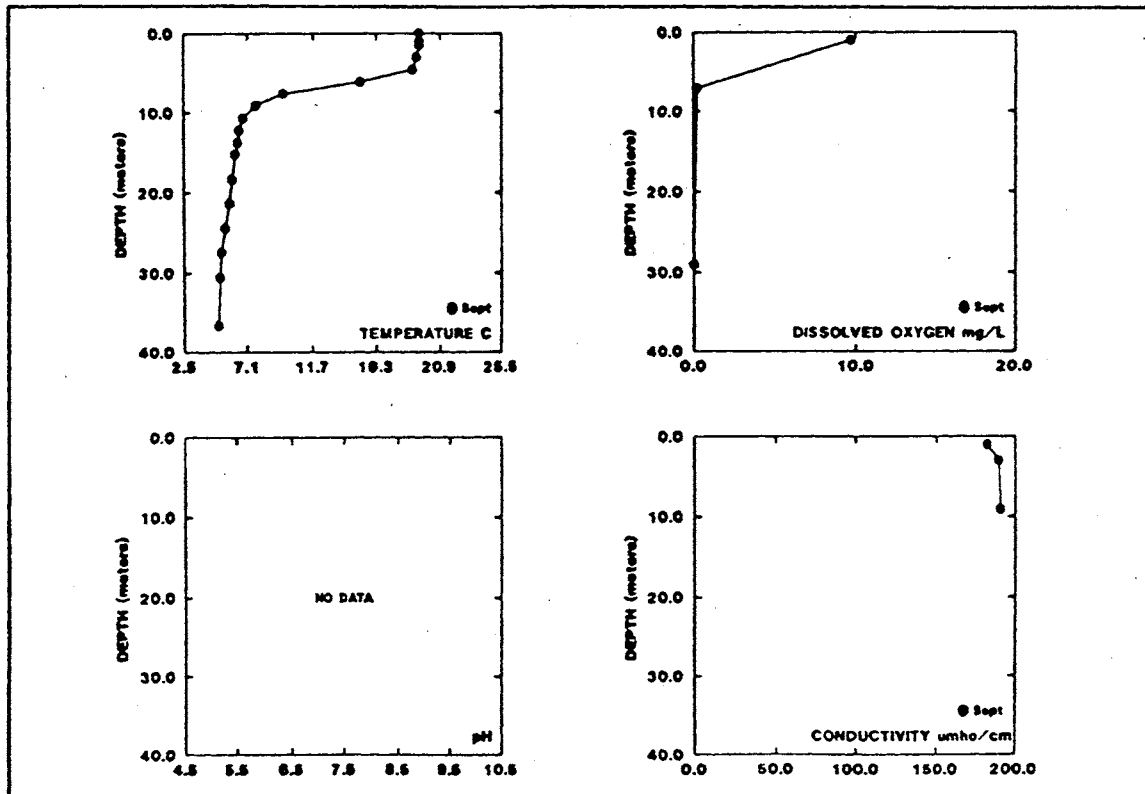 0.0
10.0
20.0
30.0
40.0
DEPTH (meters)
Sept
TEMPERATURE C
2.5 7.1 11.7 16.3 20.9 25.5
0.0
10.0
20.0
30.0
40.0
DEPTH (meters)
Sept
DISSOLVED OXYGEN mg/L
0.0 10.0 20.0
0.0
10.0
20.0
30.0
40.0
DEPTH (meters)
NO DATA
pH
4.5 5.5 6.5 7.5 8.5 9.5 10.5
0.0
10.0
20.0
30.0
40.0
DEPTH (meters)
Sept
CONDUCTIVITY umho/cm
0.0 50.0 100.0 150.0 200.0